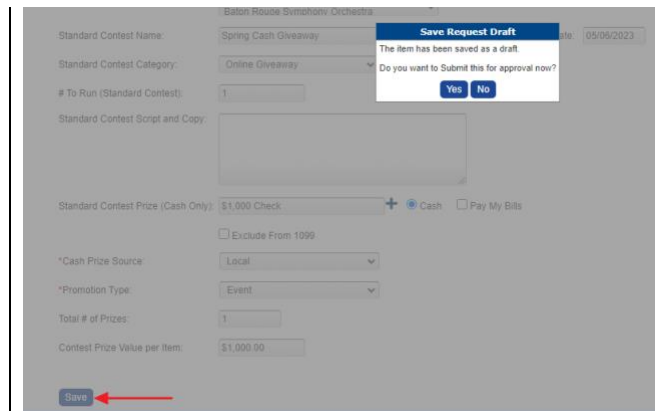 Baton Rouge Symphony Orchestra
Standard Contest Name: Spring Cash Giveaway ate: 05/06/2023
Save Request Draft
The item has been saved as a draft.
Do you want to Submit this for approval now?
Yes No
Standard Contest Category: Online Giveaway
# To Run (Standard Contest): 1
Standard Contest Script and Copy:
Standard Contest Prize (Cash Only): $1,000 Check Cash Pay My Bills
Exclude From 1099
*Cash Prize Source: Local
*Promotion Type: Event
Total # of Prizes: 1
Contest Prize Value per Item: $1,000.00
Save